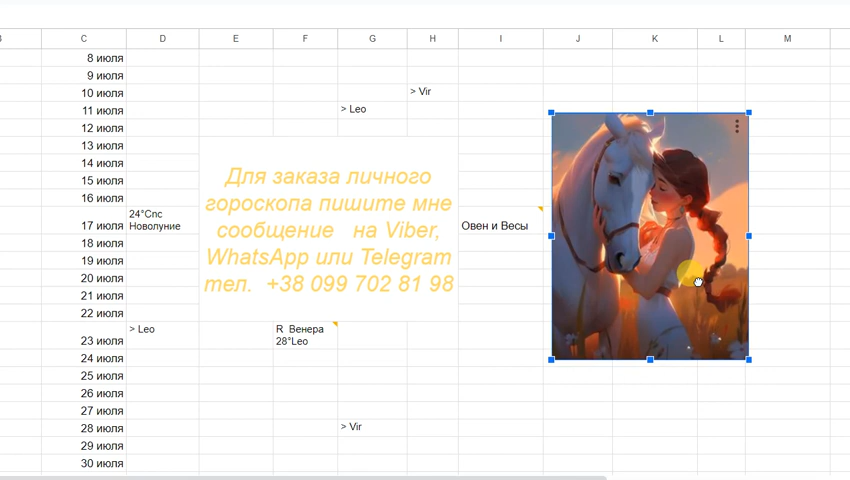 C D E F G H I J K L M
8 июля
9 июля
10 июля > Vir
11 июля > Leo
12 июля
13 июля
14 июля
15 июля
16 июля
24°Cnc
17 июля Новолуние Овен и Весы
18 июля
19 июля
20 июля
21 июля
22 июля
Для заказа личного
гороскопа пишите мне
сообщение на Viber,
WhatsApp или Telegram
тел. +38 099 702 81 98
> Leo R Венера
23 июля 28°Leo
24 июля
25 июля
26 июля
27 июля
28 июля > Vir
29 июля
30 июля